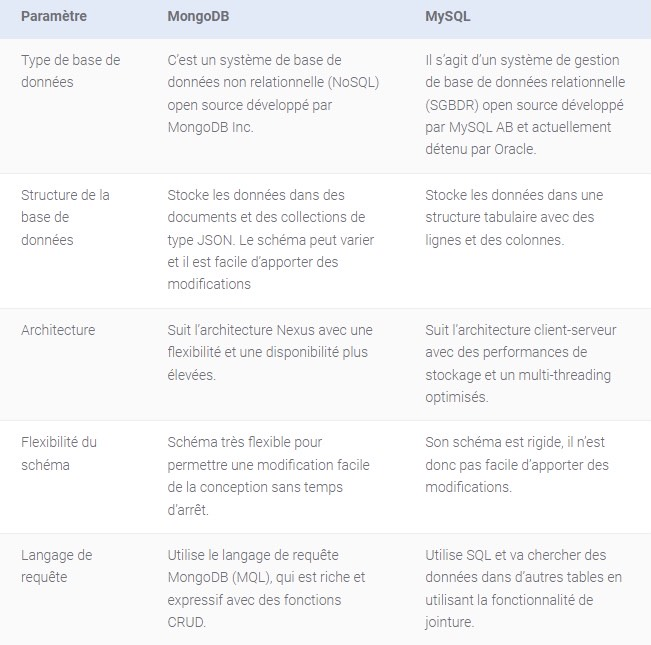 Paramètre
MongoDB
MySQL
Type de base de
données
C’est un système de base de
données non relationnelle (NoSQL)
open source développé par
MongoDB Inc.
Il s’agit d’un système de gestion
de base de données relationnelle
(SGBDR) open source développé
par MySQL AB et actuellement
détenu par Oracle.
Structure de la
base de
données
Stocke les données dans des
documents et des collections de
type JSON. Le schéma peut varier
et il est facile d’apporter des
modifications
Stocke les données dans une
structure tabulaire avec des
lignes et des colonnes.
Architecture
Suit l’architecture Nexus avec une
flexibilité et une disponibilité plus
élevées.
Suit l’architecture client-serveur
avec des performances de
stockage et un multi-threading
optimisés.
Flexibilité du
schéma
Schéma très flexible pour
permettre une modification facile
de la conception sans temps
d’arrêt.
Son schéma est rigide, il n’est
donc pas facile d’apporter des
modifications.
Langage de
requête
Utilise le langage de requête
MongoDB (MQL), qui est riche et
expressif avec des fonctions
CRUD.
Utilise SQL et va chercher des
données dans d’autres tables en
utilisant la fonctionnalité de
jointure.